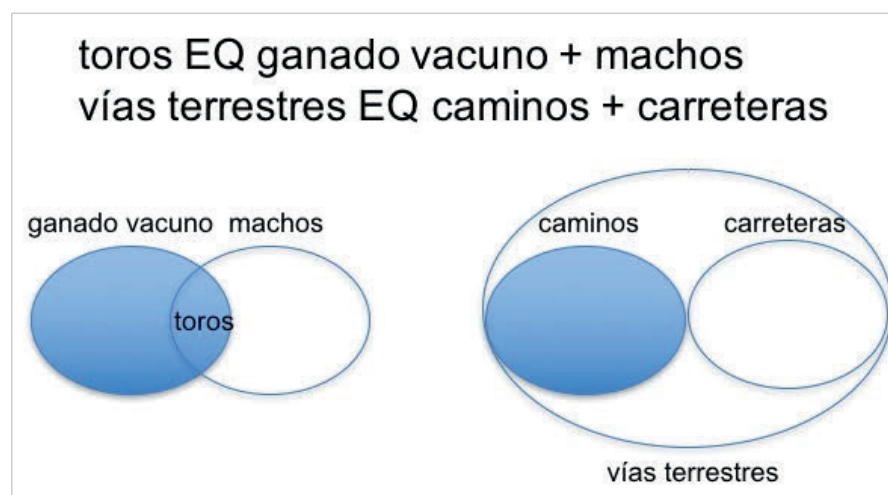 toros EQ ganado vacuno + machos
vías terrestres EQ caminos + carreteras
ganado vacuno machos
toros
caminos carreteras
vías terrestres